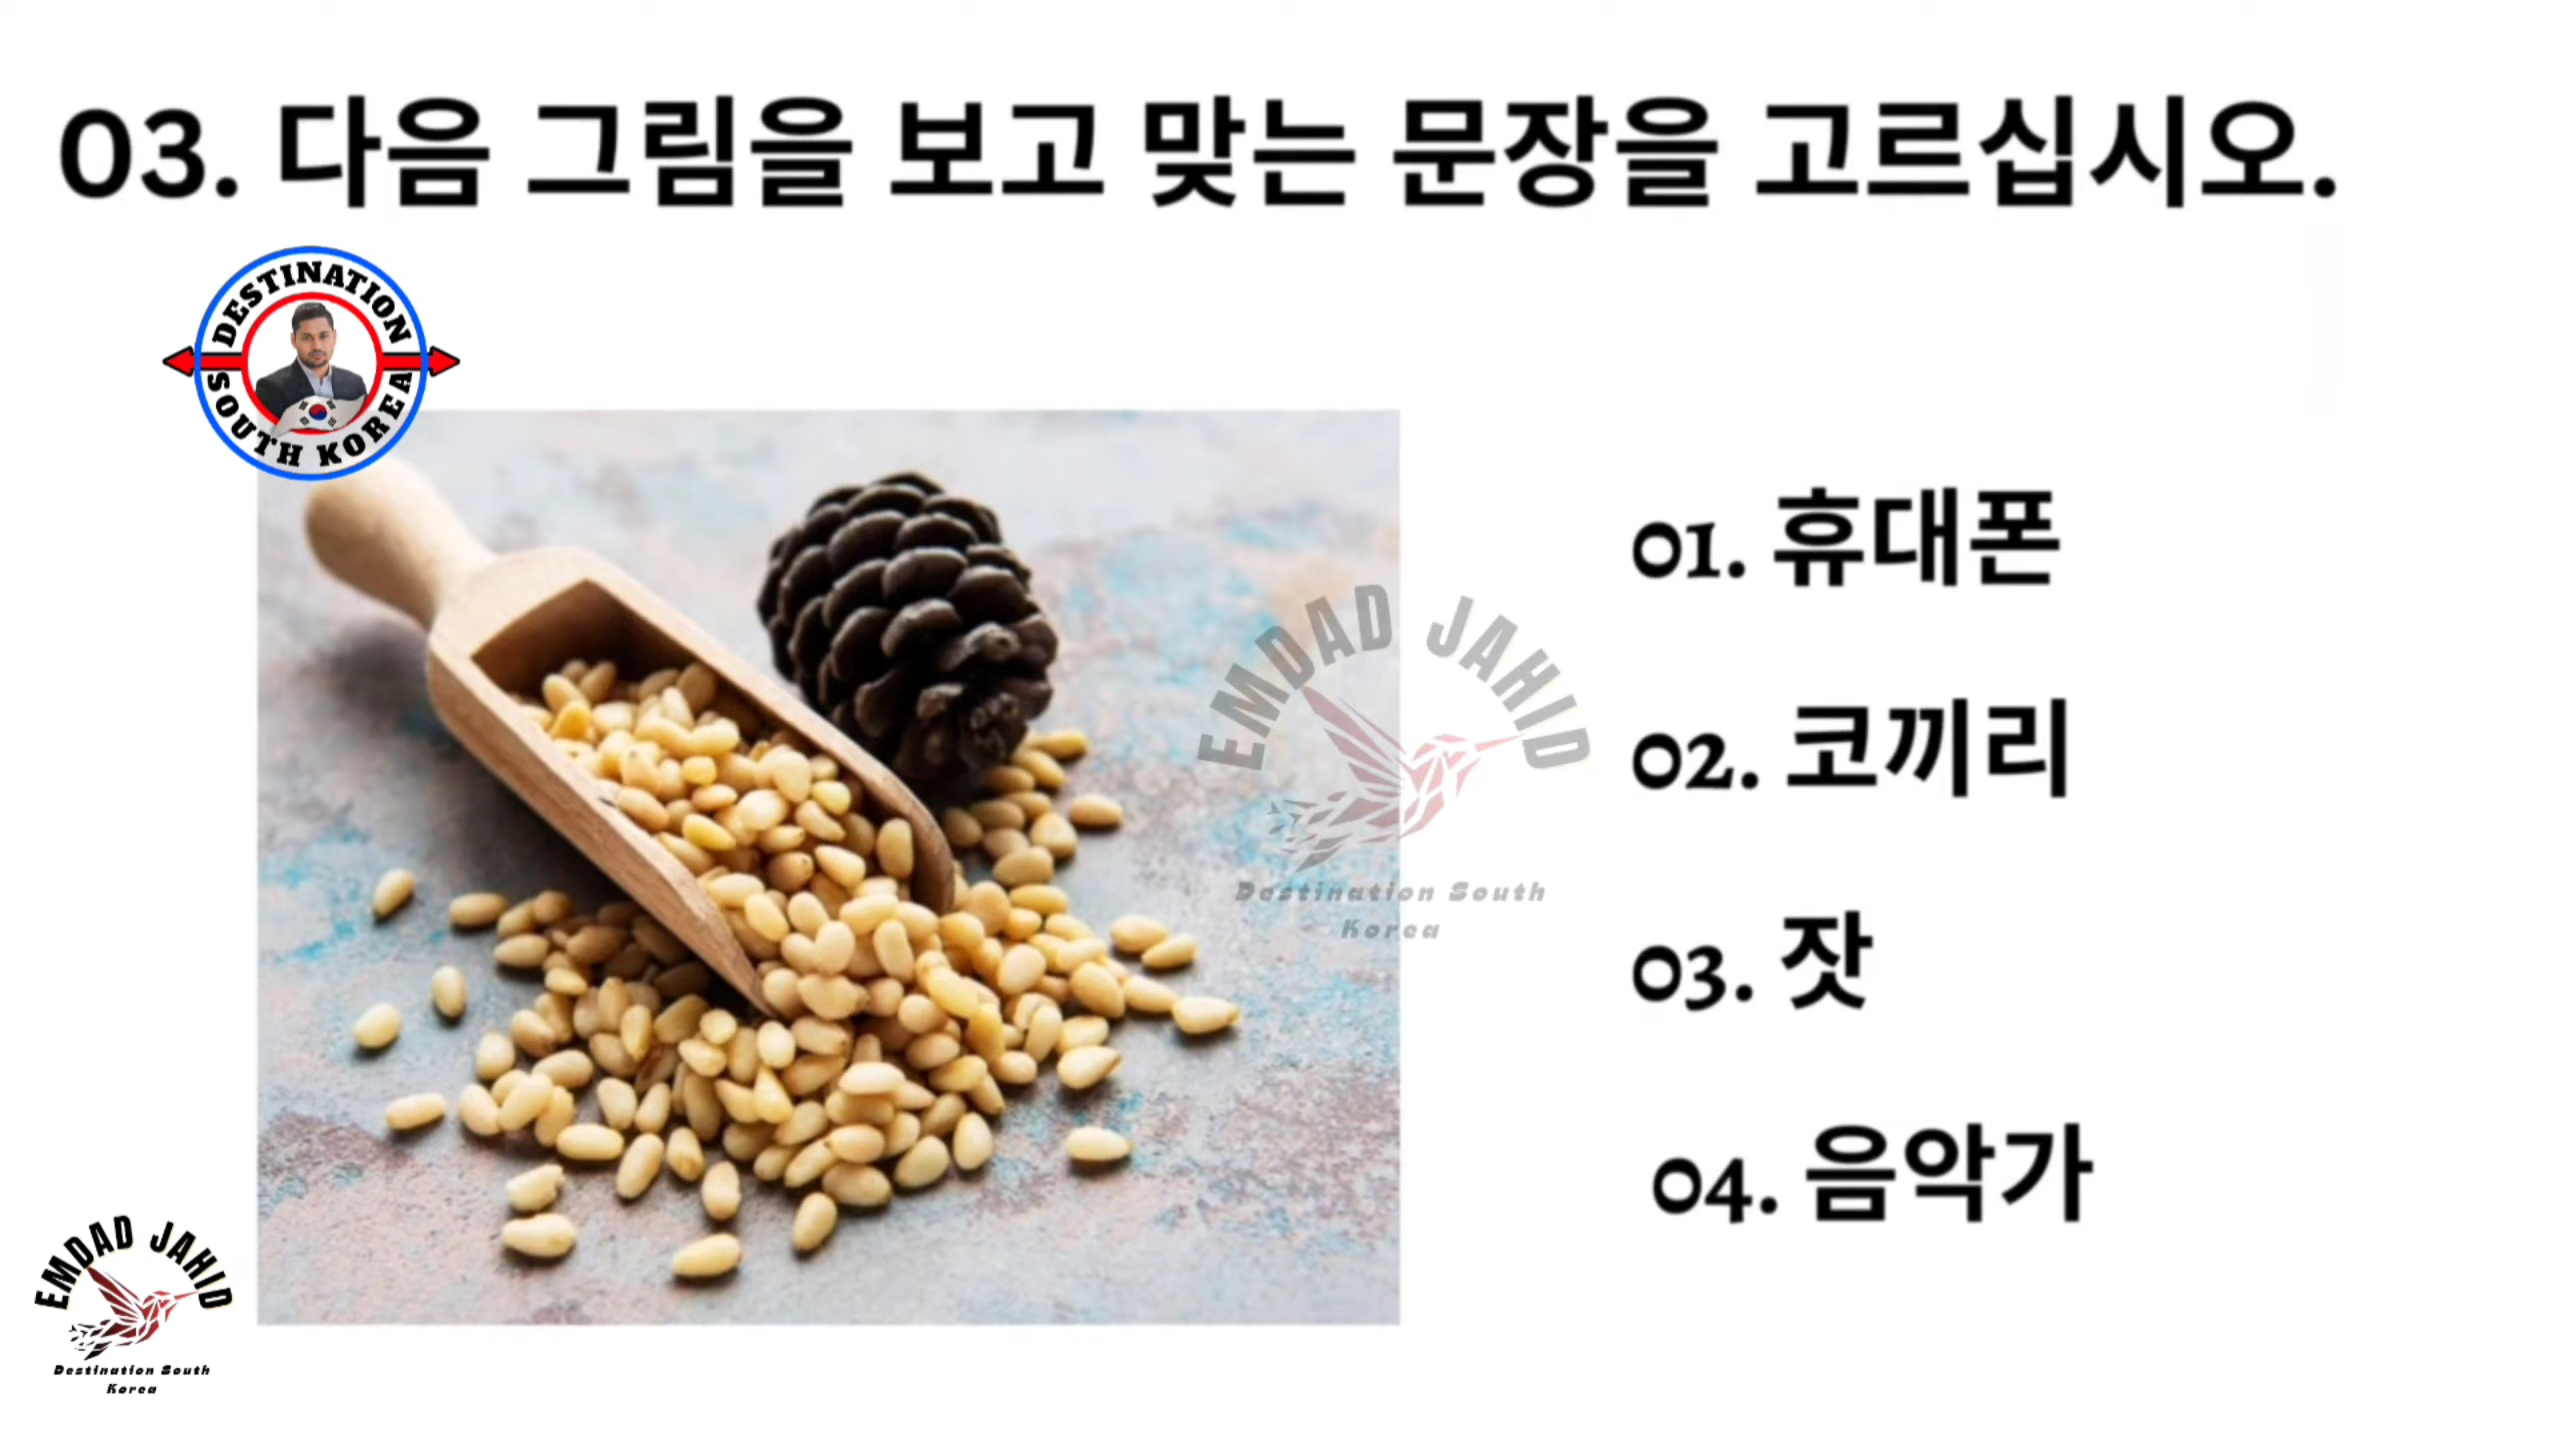 03. 다음 그림을 보고 맞는 문장을 고르십시오.
DESTINATION
SOUTH KOREA
01. 휴대폰
EMDAD JAHID
02. 코끼리
Destination South
Korea
03. 잣
04. 음악가
EMDAD JAHID
Destination South
Korea